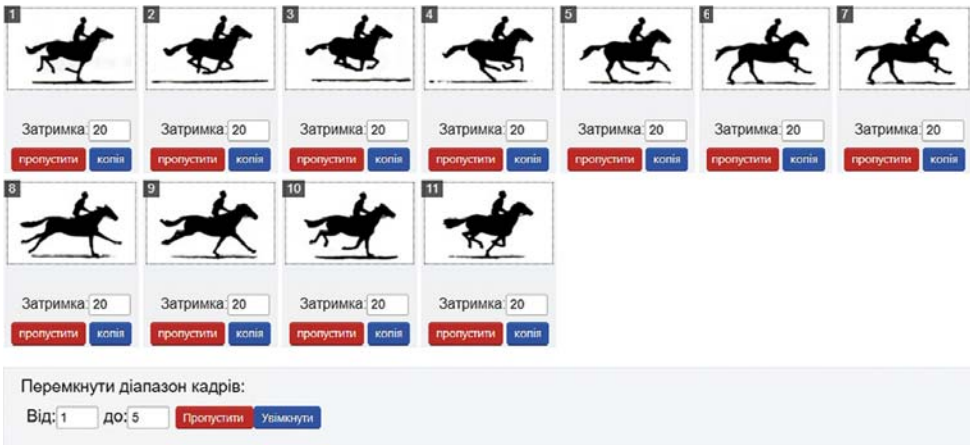 1 2 3 4 5 6 7
Затримка: 20 Затримка: 20 Затримка: 20 Затримка: 20 Затримка: 20 Затримка: 20 Затримка: 20
пропустити копія пропустити копія пропустити копія пропустити копія пропустити копія пропустити копія пропустити копія
8 9 10 11
Затримка: 20 Затримка: 20 Затримка: 20 Затримка: 20
пропустити копія пропустити копія пропустити копія пропустити копія
Перемкнути діапазон кадрів:
Від: 1 до: 5 Пропустити Увімкнути